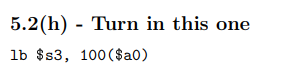 5.2(h) - Turn in this one
lb $s3, 100($a0)